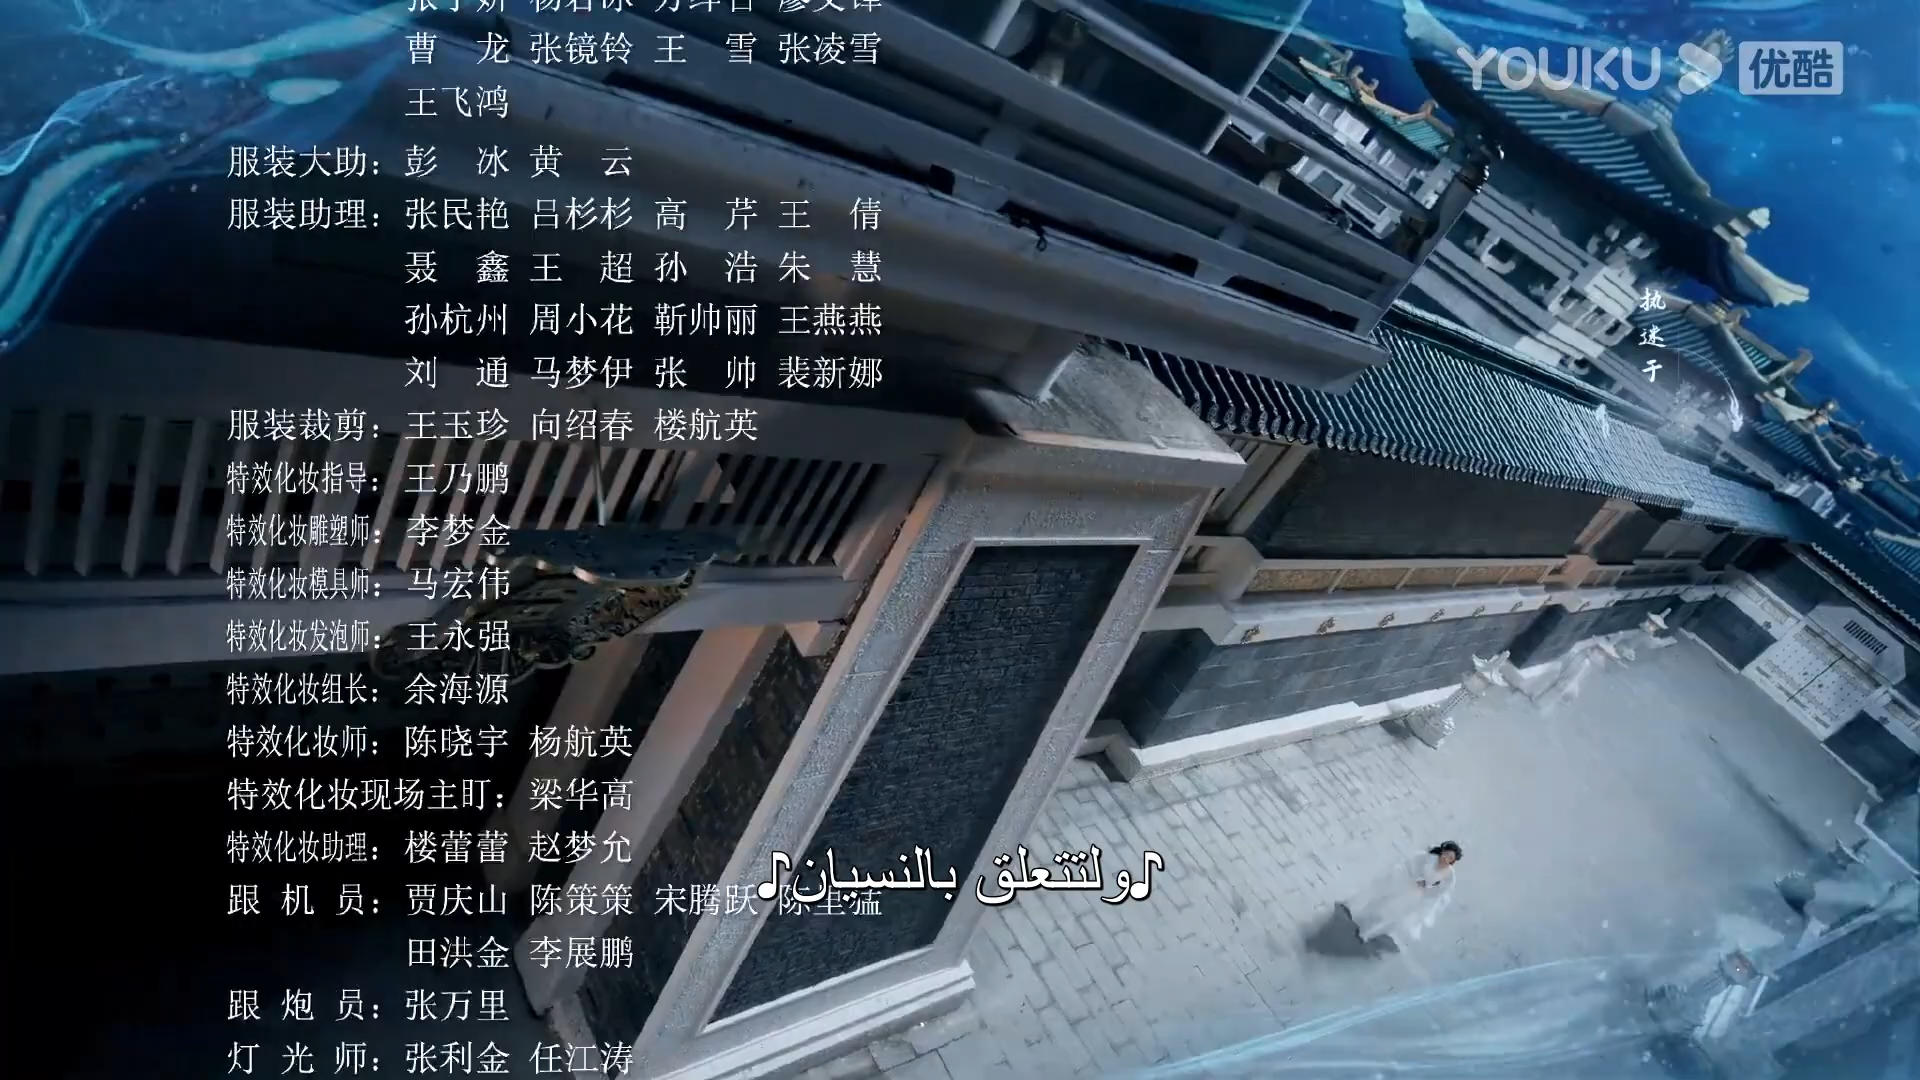 曹 龙 张镜铃 王 雪 张凌雪
王飞鸿
服装大助：彭 冰 黄 云
服装助理：张民艳 吕杉杉 高 芹 王 倩
聂 鑫 王 超 孙 浩 朱 慧
孙杭州 周小花 靳帅丽 王燕燕
刘 通 马梦伊 张 帅 裴新娜
服装裁剪：王玉珍 向绍春 楼航英
特效化妆指导：王乃鹏
特效化妆雕塑师：李梦金
特效化妆模具师：马宏伟
特效化妆发泡师：王永强
特效化妆组长：余海源
特效化妆师：陈晓宇 杨航英
特效化妆现场主盯：梁华高
特效化妆助理：楼蕾蕾 赵梦允
跟 机 员：贾庆山 陈策策 宋腾跃
田洪金 李展鹏
跟 炮 员：张万里
灯 光 师：张利金 任江涛
YOUKU 优酷
执迷于
♪ولتتعلق بالنسيان♪